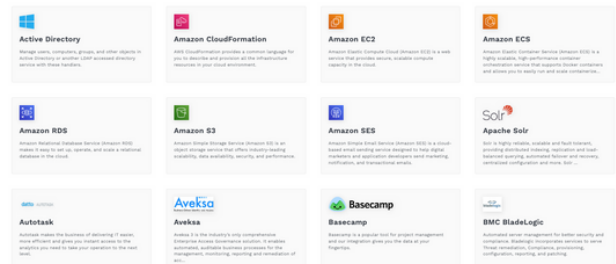 Active Directory
Manage users, computers, groups, and other objects in
Active Directory or another LDAP accessed directory
service with these handlers.
Amazon CloudFormation
AWS CloudFormation provides a common language for
you to describe and provision all the infrastructure
resources in your cloud environment.
Amazon EC2
Amazon Elastic Compute Cloud (Amazon EC2) is a web
service that provides secure, scalable compute
capacity in the cloud.
Amazon ECS
Amazon Elastic Container Service (Amazon ECS) is a
highly scalable, high-performance container
orchestration service that supports Docker containers
and allows you to easily run and scale containerize...
Amazon RDS
Amazon Relational Database Service (Amazon RDS)
makes it easy to set up, operate, and scale a relational
database in the cloud.
Amazon S3
Amazon Simple Storage Service (Amazon S3) is an
object storage service that offers industry-leading
scalability, data availability, security, and performance.
Amazon SES
Amazon Simple Email Service (Amazon SES) is a cloud-
based email sending service designed to help digital
marketers and application developers send marketing,
notification, and transactional emails.
Solr
Apache Solr
Solr is highly reliable, scalable and fault tolerant,
providing distributed indexing, replication and load-
balanced querying, automated failover and recovery,
centralized configuration and more. Solr ...
Autotask
Autotask makes the business of delivering IT easier,
more efficient and gives you instant access to the
analytics you need to take your operation to the next
level.
Aveksa
Aveksa
Aveksa 3 is the industry's only comprehensive
Enterprise Access Governance solution. It enables
automated, auditable business processes for the
management, monitoring, reporting and remediation of
acc...
Basecamp
Basecamp
Basecamp is a popular tool for project management
and our integration gives you the data at your
fingertips.
BMC BladeLogic
Automated server management for better security and
compliance. Bladelogic incorporates services to serve
Threat remediation, Compliance, provisioning,
configuration, reporting, and patching.